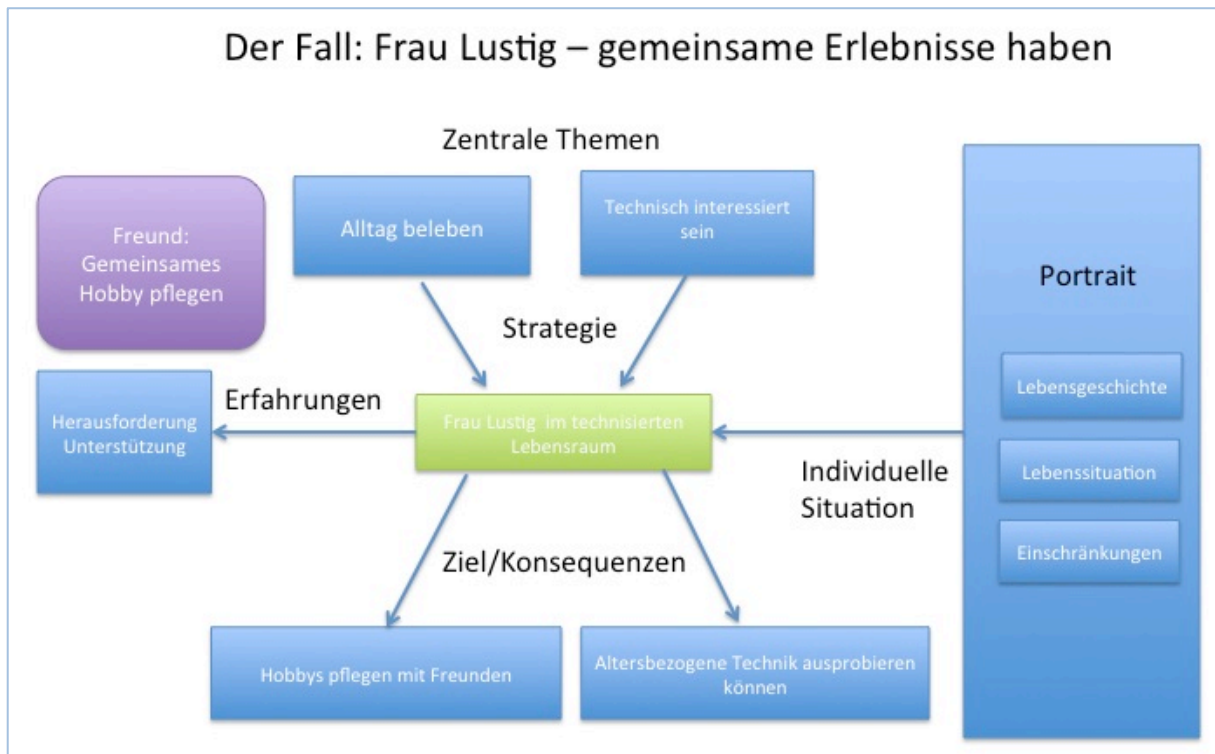 Der Fall: Frau Lustig – gemeinsame Erlebnisse haben
Zentrale Themen
Freund:
Gemeinsames
Hobby pflegen
Alltag beleben
Technisch interessiert
sein
Portrait
Strategie
Lebensgeschichte
Lebenssituation
Einschränkungen
Erfahrungen
Herausforderung
Unterstützung
Frau Lustig im technisierten
Lebensraum
Individuelle
Situation
Ziel/Konsequenzen
Hobbys pflegen mit Freunden
Altersbezogene Technik ausprobieren
können